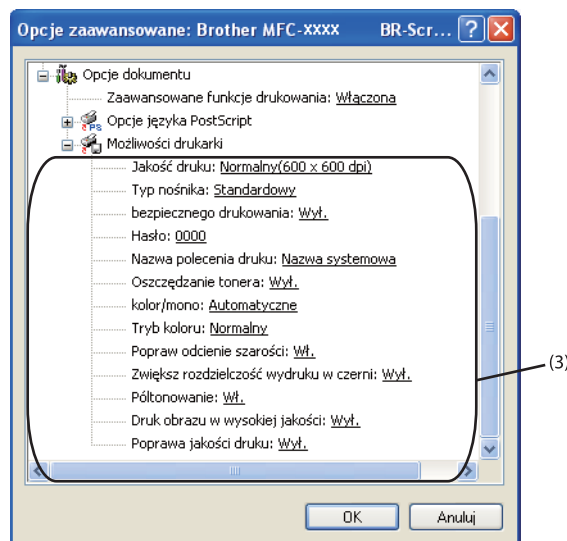 Opcje zaawansowane: Brother MFC-xxxx BR-Scr...
Opcje dokumentu
Zaawansowane funkcje drukowania: Włączona
Opcje języka PostScript
Możliwości drukarki
Jakość druku: Normalny(600 x 600 dpi)
Typ nośnika: Standardowy
bezpiecznego drukowania: Wył.
Hasło: 0000
Nazwa polecenia druku: Nazwa systemowa
Oszczędzanie tonera: Wył.
kolor/mono: Automatyczne
Tryb koloru: Normalny
Popraw odcienie szarości: Wł.
Zwiększ rozdzielczość wydruku w czerni: Wył.
(3)
Półtonowanie: Wł.
Druk obrazu w wysokiej jakości: Wył.
Poprawa jakości druku: Wył.
OK Anuluj